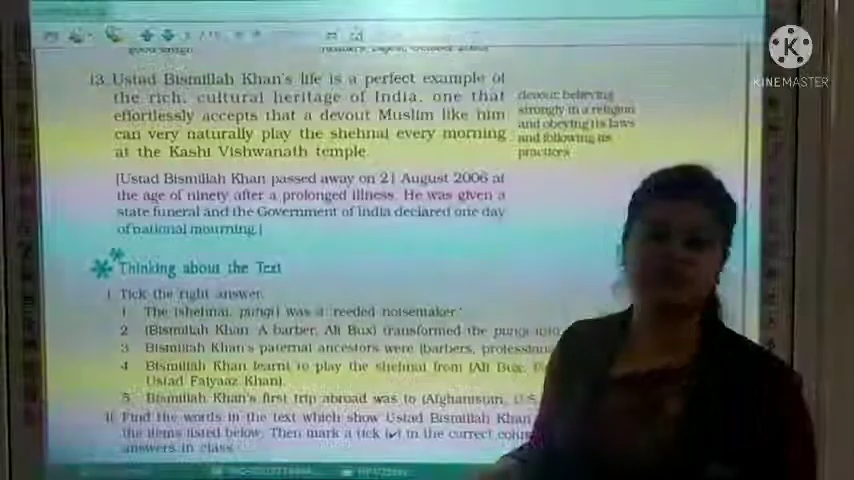 13. Ustad Bismillah Khan's life is a perfect example of
the rich, cultural heritage of India, one that
effortlessly accepts that a devout Muslim like him
can very naturally play the shehnai every morning
at the Kashi Vishwanath temple.
devout: believing
strongly in a religion
and obeying its laws
and following its
practices
[Ustad Bismillah Khan passed away on 21 August 2006 at
the age of ninety after a prolonged illness. He was given a
state funeral and the Government of India declared one day
of national mourning.]
Thinking about the Text
I. Tick the right answer.
1. The (shehnai, pungi) was a 'reeded noisemaker.'
2. (Bismillah Khan, A barber, Ali Bux) transformed the pungi into
3. Bismillah Khan's paternal ancestors were (barbers,
4. Bismillah Khan learnt to play the shehnai from (Ali Bux,
Ustad Faiyaaz Khan).
5. Bismillah Khan's first trip abroad was to (Afghanistan, U.S.
II. Find the words in the text which show Ustad Bismillah Khan
the items listed below. Then mark a tick (✓) in the correct
answers in class.
K
KINEMASTER